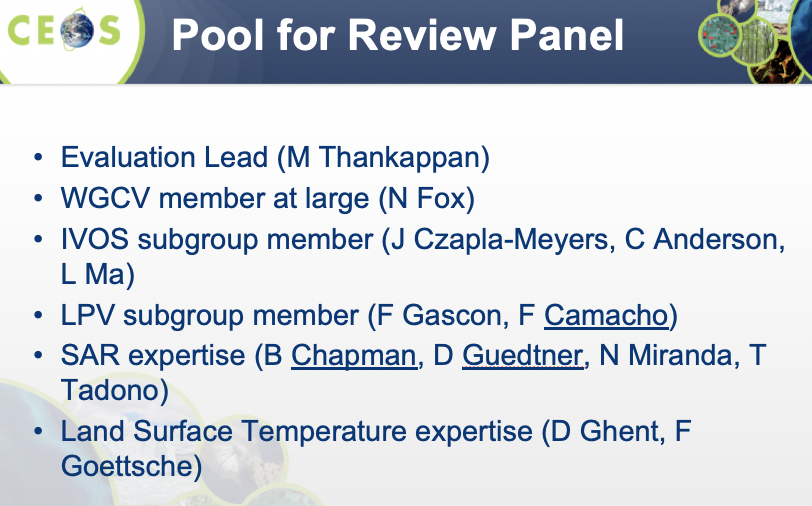 CEOS
Pool for Review Panel
• Evaluation Lead (M Thankappan)
• WGCV member at large (N Fox)
• IVOS subgroup member (J Czapla-Meyers, C Anderson,
L Ma)
• LPV subgroup member (F Gascon, F Camacho)
• SAR expertise (B Chapman, D Guedtner, N Miranda, T
Tadono)
• Land Surface Temperature expertise (D Ghent, F
Goettsche)